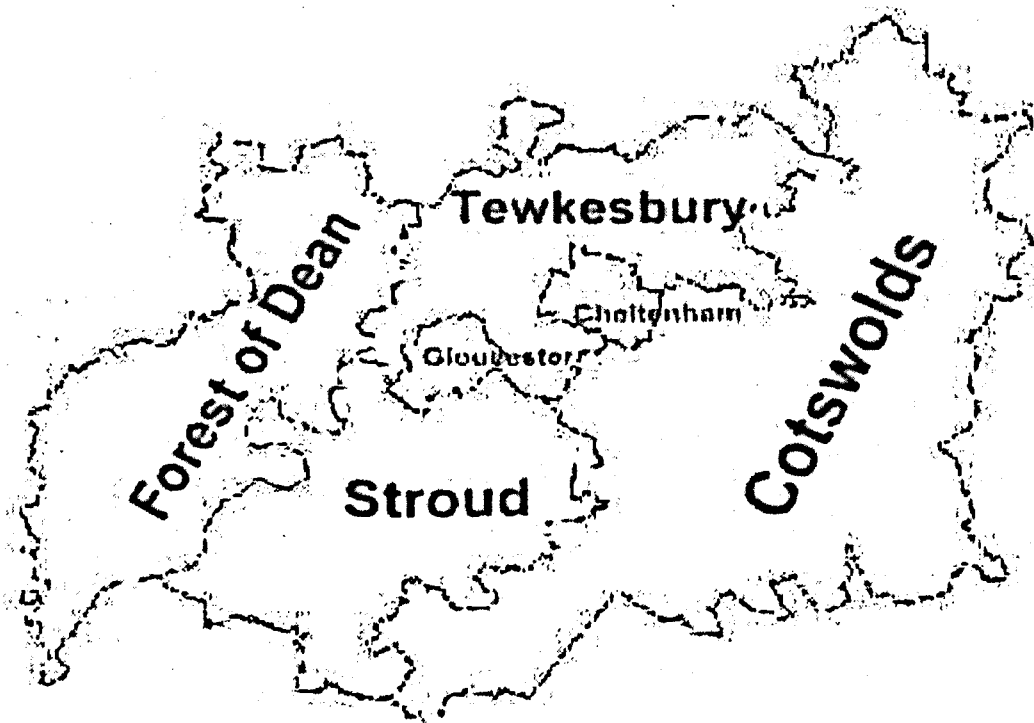 Tewkesbury
Forest of Dean
Cheltenham
Gloucester
Cotswolds
Stroud